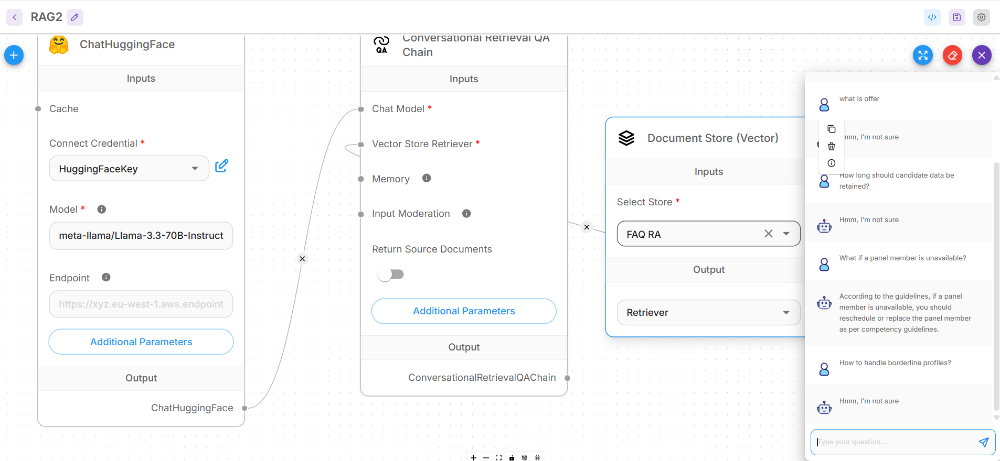 RAG2
ChatHuggingFace
Inputs
Cache
Connect Credential *
HuggingFaceKey
Model *
meta-llama/Llama-3.3-70B-Instruct
Endpoint
https://xyz.eu-west-1.aws.endpoint
Additional Parameters
Output
ChatHuggingFace
QA
Conversational Retrieval QA
Chain
Inputs
Chat Model *
Vector Store Retriever *
Memory
Input Moderation
Return Source Documents
Additional Parameters
Output
ConversationalRetrievalQAChain
Document Store (Vector)
Inputs
Select Store *
FAQ RA
Output
Retriever
what is offer
mm, I'm not sure
How long should candidate data be
retained?
Hmm, I'm not sure
What if a panel member is unavailable?
According to the guidelines, if a panel
member is unavailable, you should
reschedule or replace the panel member
as per competency guidelines.
How to handle borderline profiles?
Hmm, I'm not sure
Type your question...